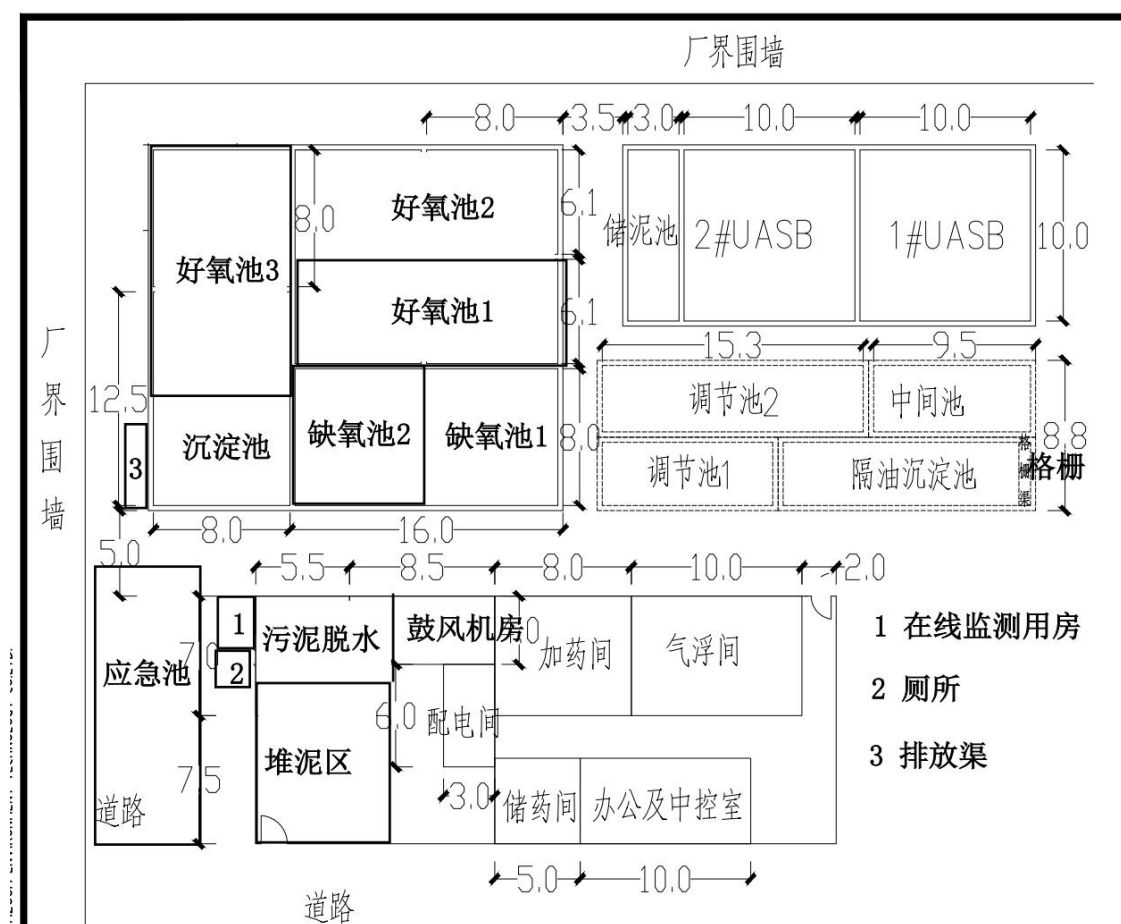 厂界围墙
8.0
3.5
3.0
10.0
10.0
好氧池2
8.0
6.1
储泥池
2#UASB
1#UASB
10.0
好氧池3
好氧池1
6.1
厂界围墙
15.3
9.5
12.5
调节池2
中间池
沉淀池
缺氧池2
缺氧池1
8.0
8.8
3
调节池1
隔油沉淀池
格栅渠
格栅
8.0
16.0
5.0
5.5
8.5
8.0
10.0
2.0
1
污泥脱水
鼓风机房
加药间
气浮间
1 在线监测用房
应急池
7.0
2
2 厕所
6.0
配电间
堆泥区
3 排放渠
7.5
3.0
道路
储药间
办公及中控室
5.0
10.0
道路